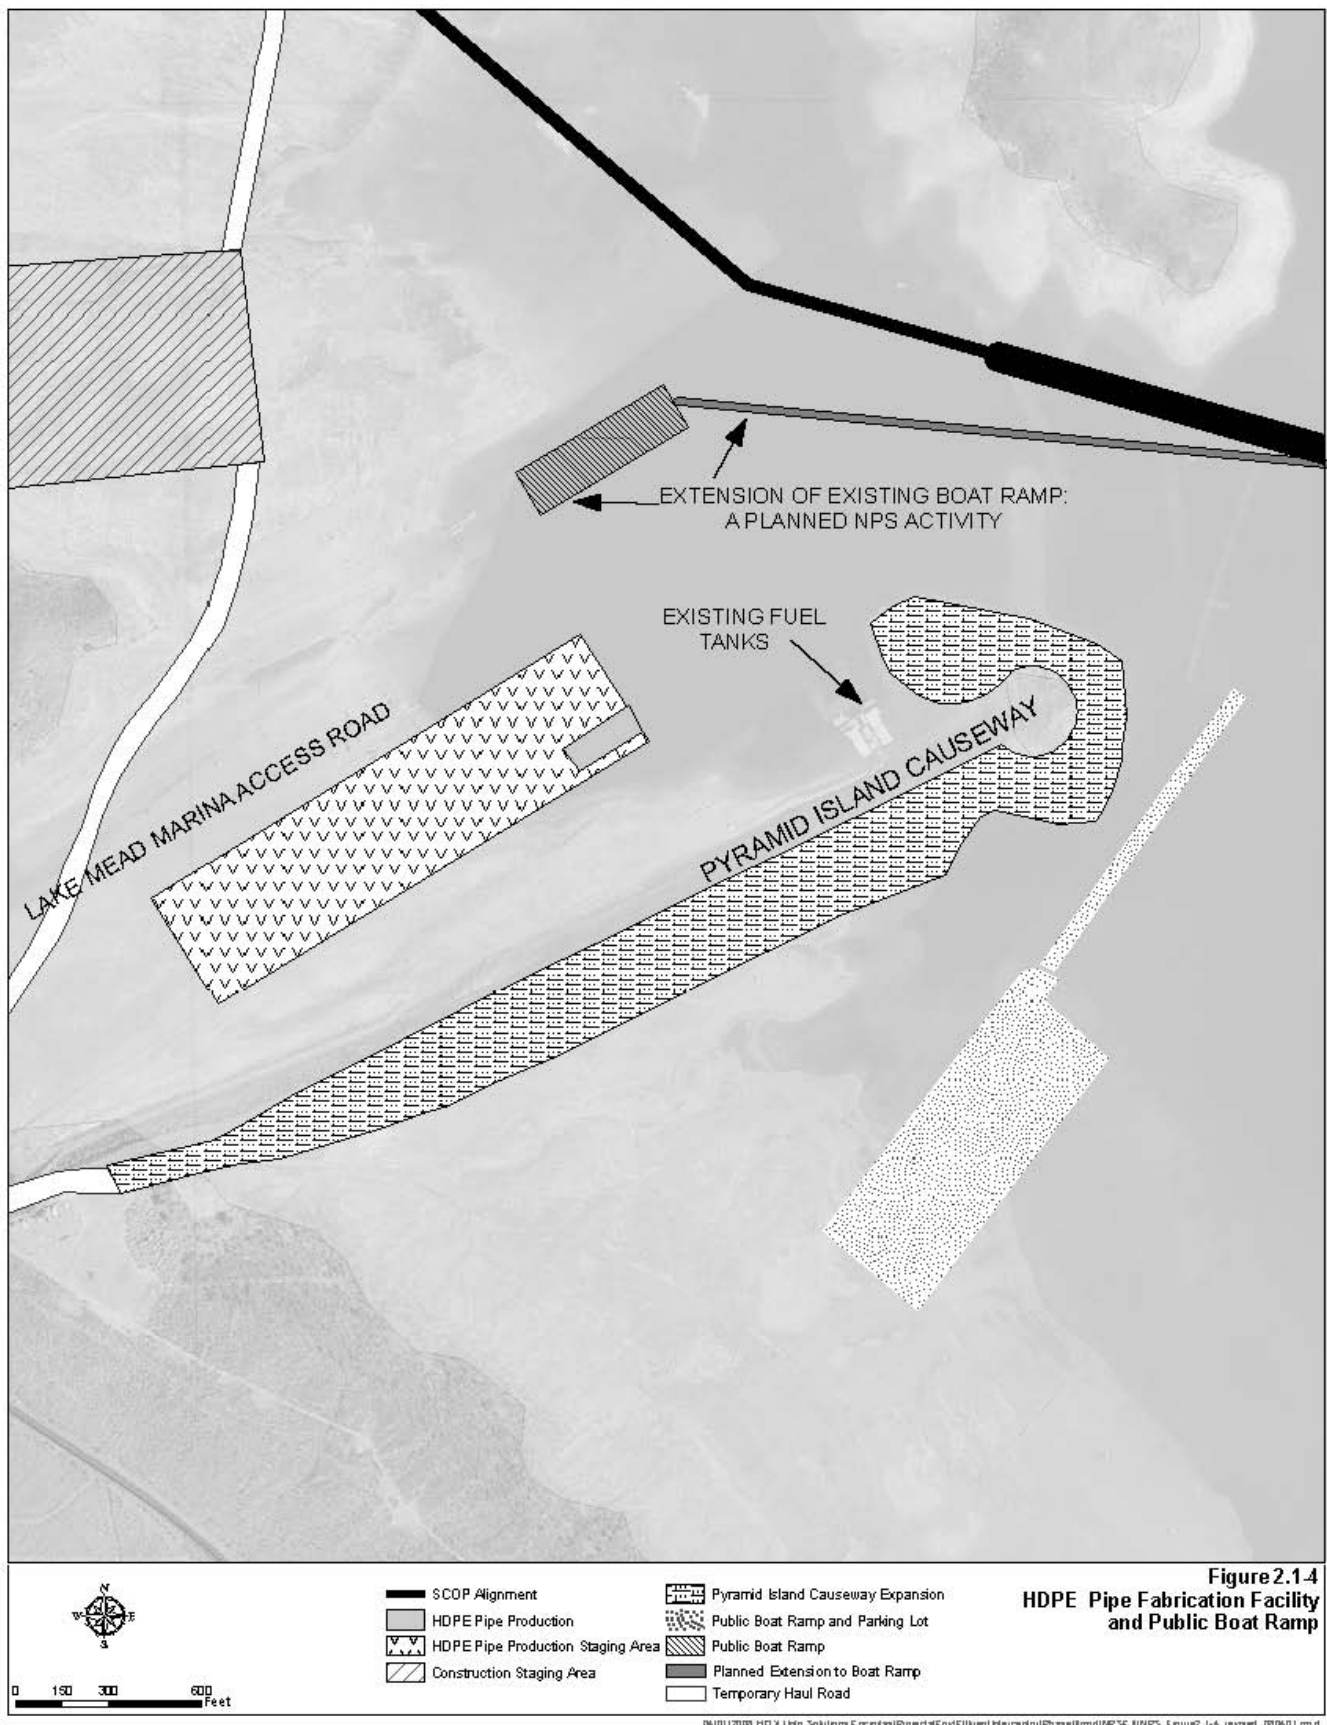 EXTENSION OF EXISTING BOAT RAMP:
A PLANNED NPS ACTIVITY
EXISTING FUEL
TANKS
LAKE MEAD MARINA ACCESS ROAD
PYRAMID ISLAND CAUSEWAY
N
W
E
S
0 150 300 600
Feet
SCOP Alignment
HDPE Pipe Production
HDPE Pipe Production Staging Area
Construction Staging Area
Pyramid Island Causeway Expansion
Public Boat Ramp and Parking Lot
Public Boat Ramp
Planned Extension to Boat Ramp
Temporary Haul Road
Figure 2.1-4
HDPE Pipe Fabrication Facility
and Public Boat Ramp